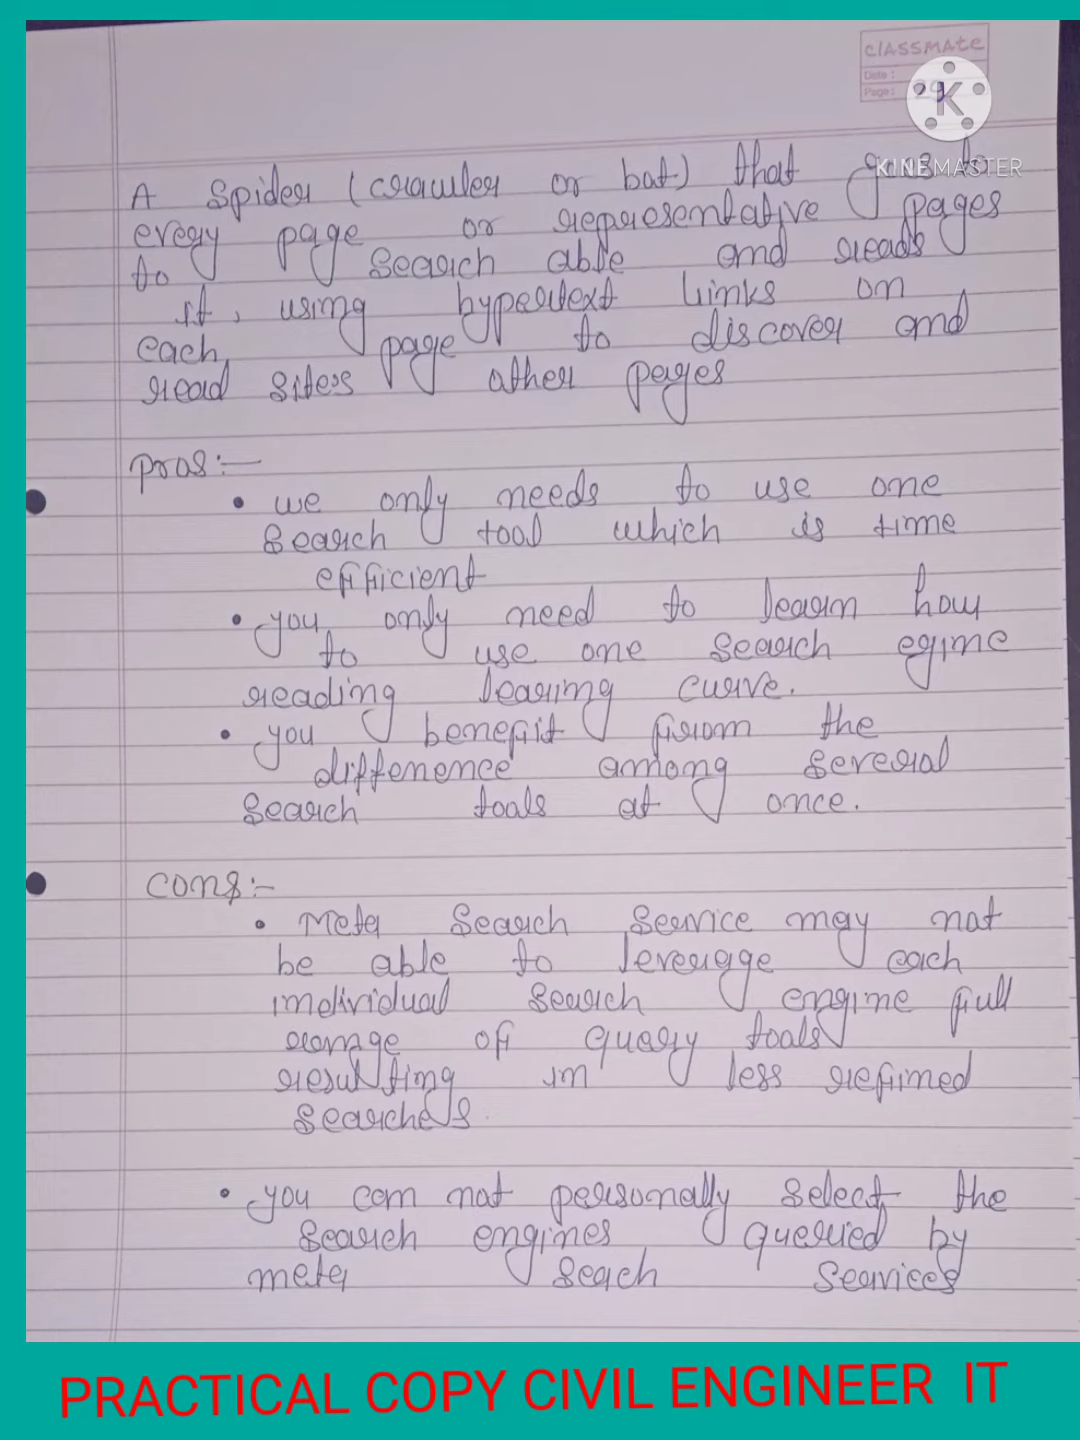 CLASSMATE
Date :
Page : 29
K
KINEMASTER
A Spider (crawler or bat) that goes to
every page or representative pages
to search able and reads
it, using hypertext links on
each page to discover and
read sites other pages
Pros :-
• we only needs to use one
search tool which is time
efficient
• you only need to learn how
to use one search egine
reading learing curve.
• you benefit from the
diffenence among several
search tools at once.
Cons :-
• Meta Search Service may not
be able to leverage each
individual search engine full
range of query tools
resulting in less refined
searches.
• you can not personally select the
search engines queried by
meta seach services
PRACTICAL COPY CIVIL ENGINEER IT